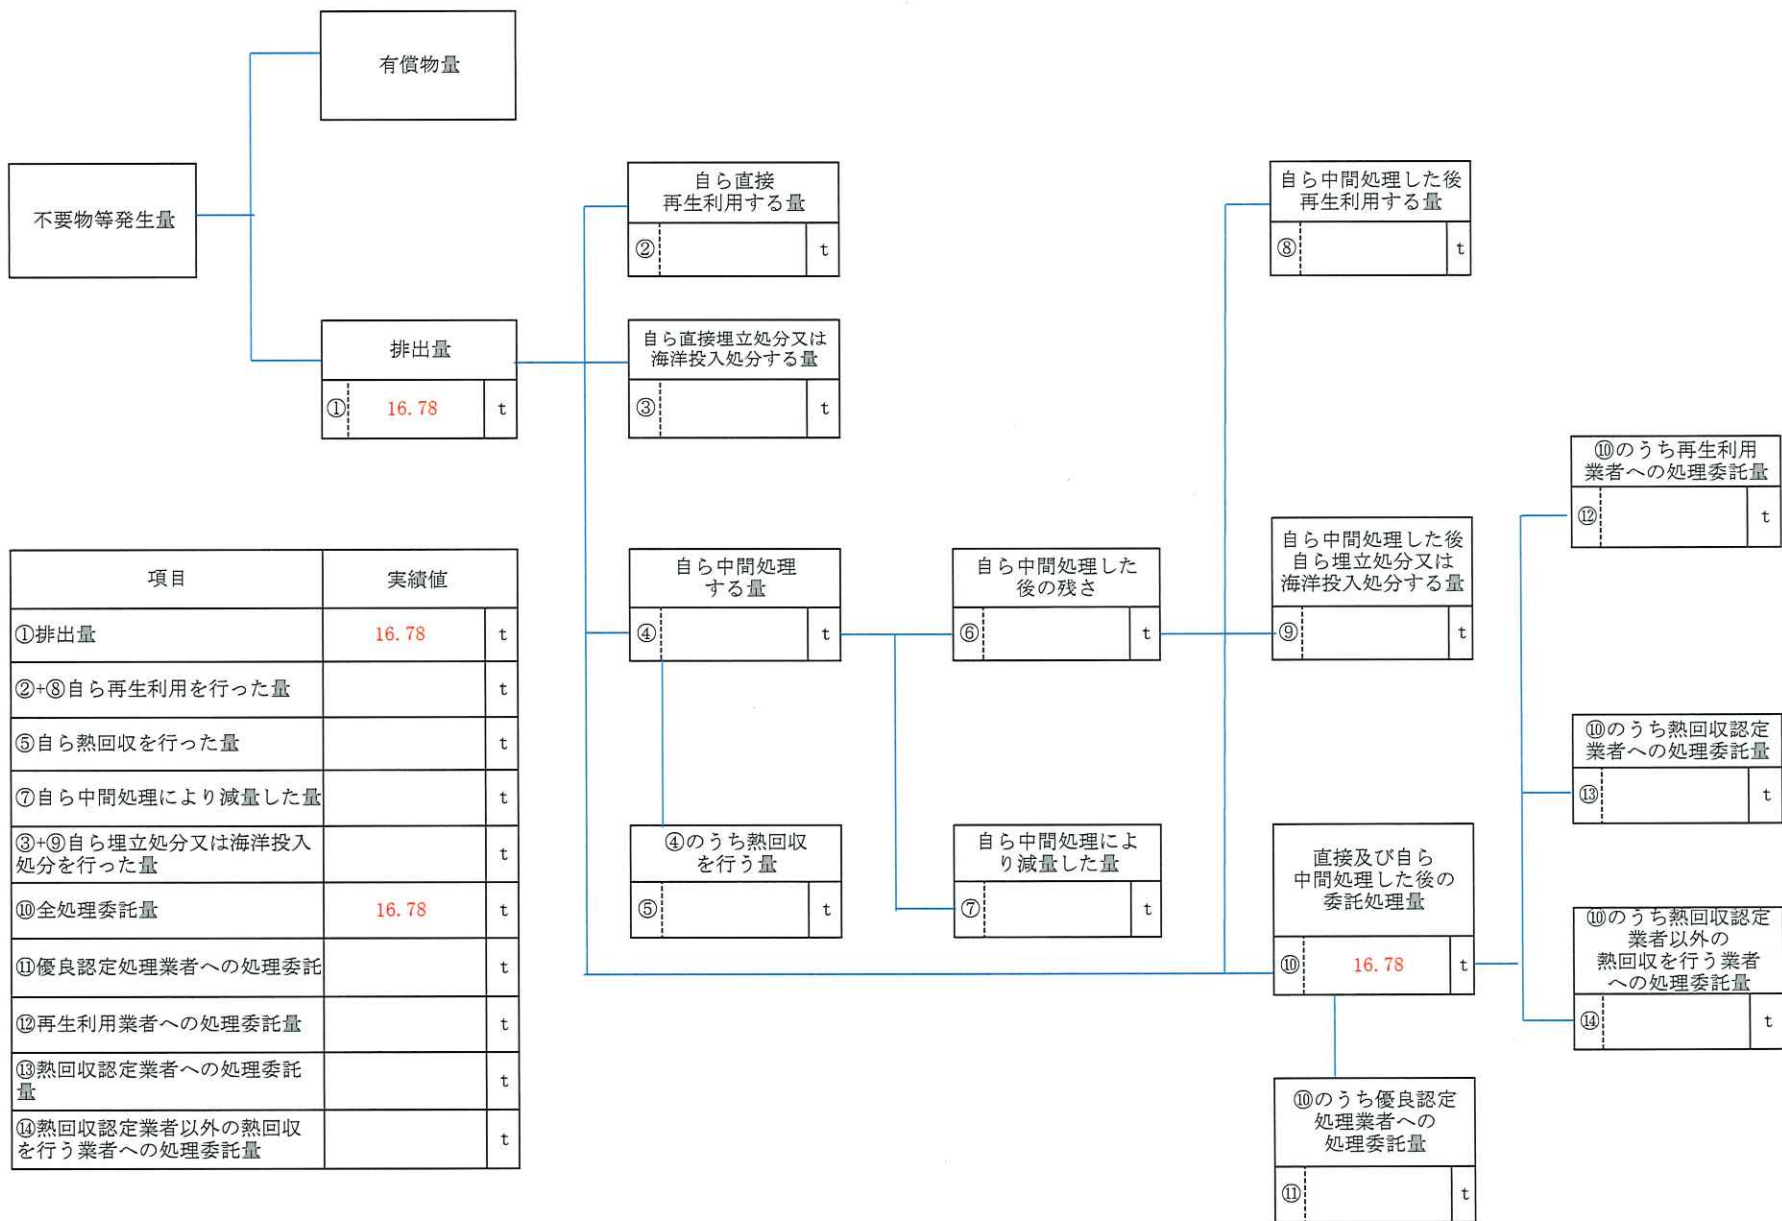 有償物量
不要物等発生量
排出量
① 16.78 t
自ら直接
再生利用する量
② t
自ら直接埋立処分又は
海洋投入処分する量
③ t
自ら中間処理
する量
④ t
④のうち熱回収
を行う量
⑤ t
自ら中間処理した
後の残さ
⑥ t
自ら中間処理によ
り減量した量
⑦ t
自ら中間処理した後
再生利用する量
⑧ t
自ら中間処理した後
自ら埋立処分又は
海洋投入処分する量
⑨ t
直接及び自ら
中間処理した後の
委託処理量
⑩ 16.78 t
⑩のうち優良認定
処理業者への
処理委託量
⑪ t
⑩のうち再生利用
業者への処理委託量
⑫ t
⑩のうち熱回収認定
業者への処理委託量
⑬ t
⑩のうち熱回収認定
業者以外の
熱回収を行う業者
への処理委託量
⑭ t
項目 実績値
①排出量 16.78 t
②+⑧自ら再生利用を行った量 t
⑤自ら熱回収を行った量 t
⑦自ら中間処理により減量した量 t
③+⑨自ら埋立処分又は海洋投入
処分を行った量 t
⑩全処理委託量 16.78 t
⑪優良認定処理業者への処理委託 t
⑫再生利用業者への処理委託量 t
⑬熱回収認定業者への処理委託
量 t
⑭熱回収認定業者以外の熱回収
を行う業者への処理委託量 t